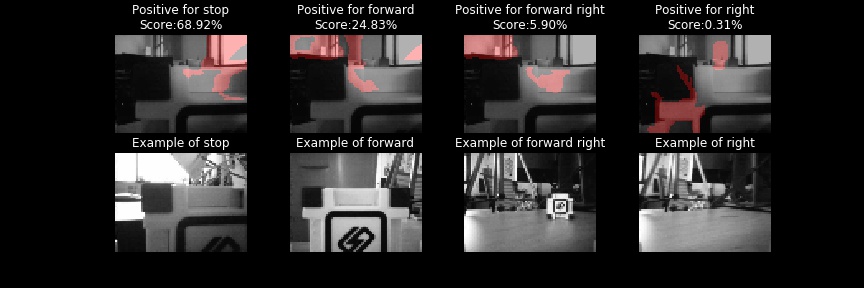 Positive for stop
Score:68.92%
Positive for forward
Score:24.83%
Positive for forward right
Score:5.90%
Positive for right
Score:0.31%
Example of stop
Example of forward
Example of forward right
Example of right